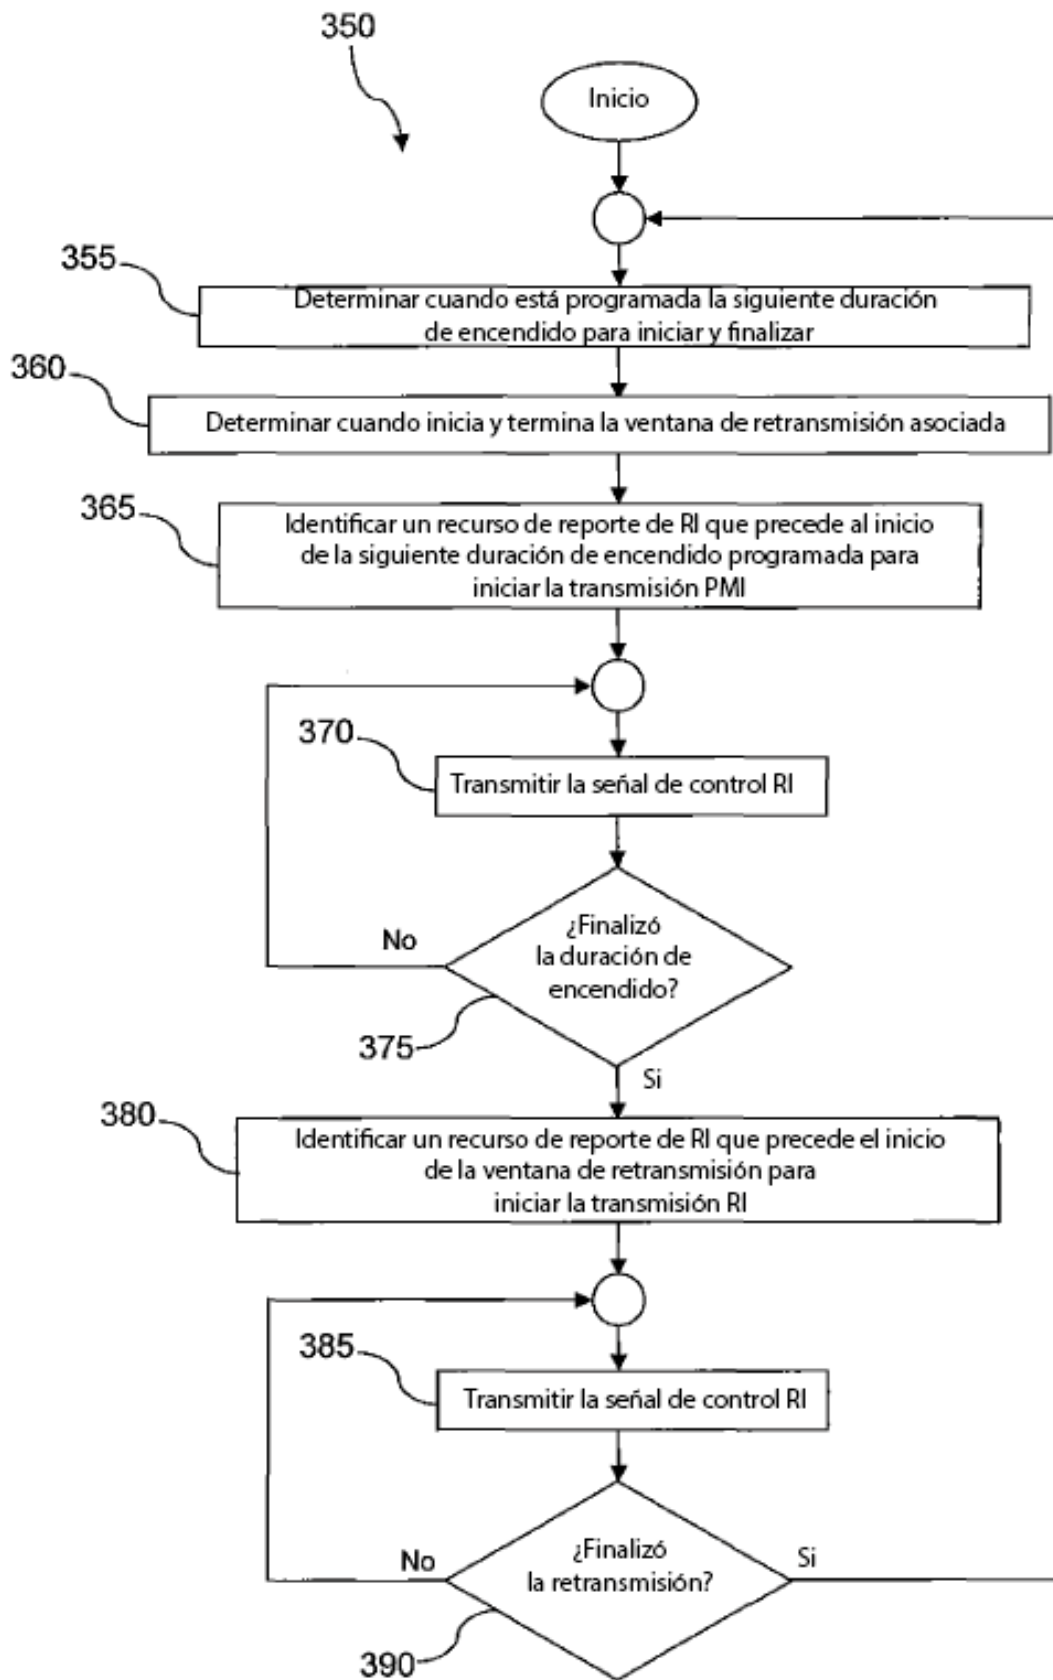 350
Inicio
355
Determinar cuando está programada la siguiente duración
de encendido para iniciar y finalizar
360
Determinar cuando inicia y termina la ventana de retransmisión asociada
365
Identificar un recurso de reporte de RI que precede al inicio
de la siguiente duración de encendido programada para
iniciar la transmisión PMI
370
Transmitir la señal de control RI
¿Finalizó
la duración de
encendido?
No
375
Si
380
Identificar un recurso de reporte de RI que precede el inicio
de la ventana de retransmisión para
iniciar la transmisión RI
385
Transmitir la señal de control RI
¿Finalizó
la retransmisión?
No
Si
390